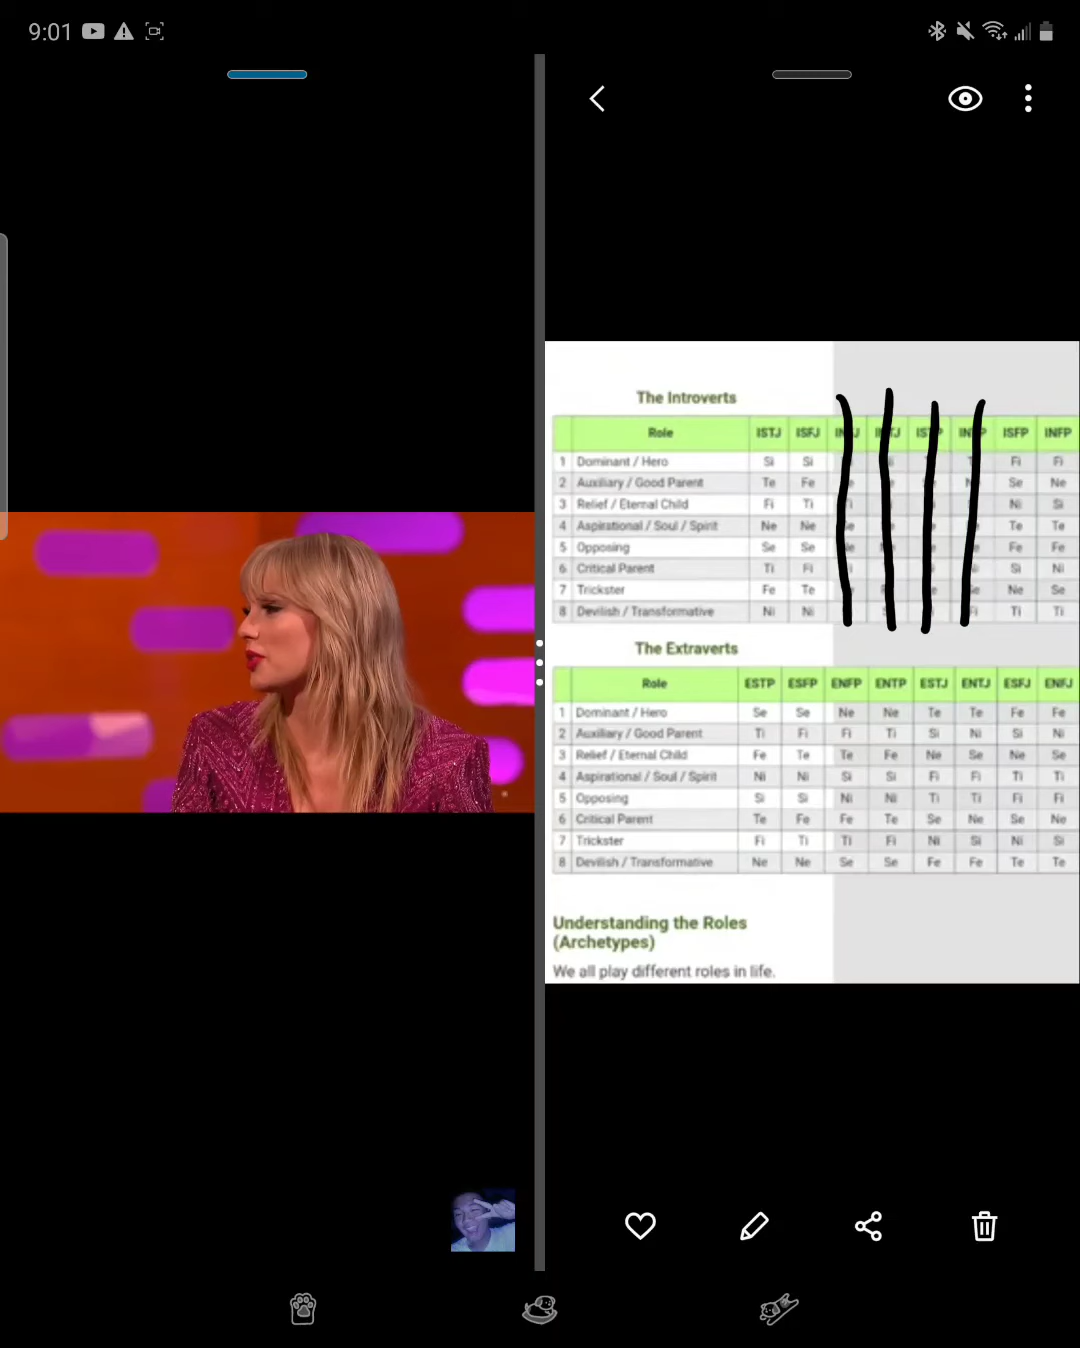 9:01
The Introverts
Role ISTJ ISFJ ISFP INFP
1 Dominant / Hero Si Si Fi Fi
2 Auxiliary / Good Parent Te Fe Se Ne
3 Relief / Eternal Child Fi Ti Ni Si
4 Aspirational / Soul / Spirit Ne Ne Te Te
5 Opposing Se Se Fe Fe
6 Critical Parent Ti Fi Si Ni
7 Trickster Fe Te Ne Se
8 Devilish / Transformative Ni Ni Fi Ti Ti
The Extraverts
Role ESTP ESFP ENFP ENTP ESTJ ENTJ ESFJ ENFJ
1 Dominant / Hero Se Se Ne Ne Te Te Fe Fe
2 Auxiliary / Good Parent Ti Fi Fi Ti Si Ni Si Ni
3 Relief / Eternal Child Fe Te Te Fe Ne Se Ne Se
4 Aspirational / Soul / Spirit Ni Ni Si Si Fi Fi Ti Ti
5 Opposing Si Si Ni Ni Ti Ti Fi Fi
6 Critical Parent Te Fe Fe Te Se Ne Se Ne
7 Trickster Fi Ti Ti Fi Ni Si Ni Si
8 Devilish / Transformative Ne Ne Se Se Fe Fe Te Te
Understanding the Roles
(Archetypes)
We all play different roles in life.